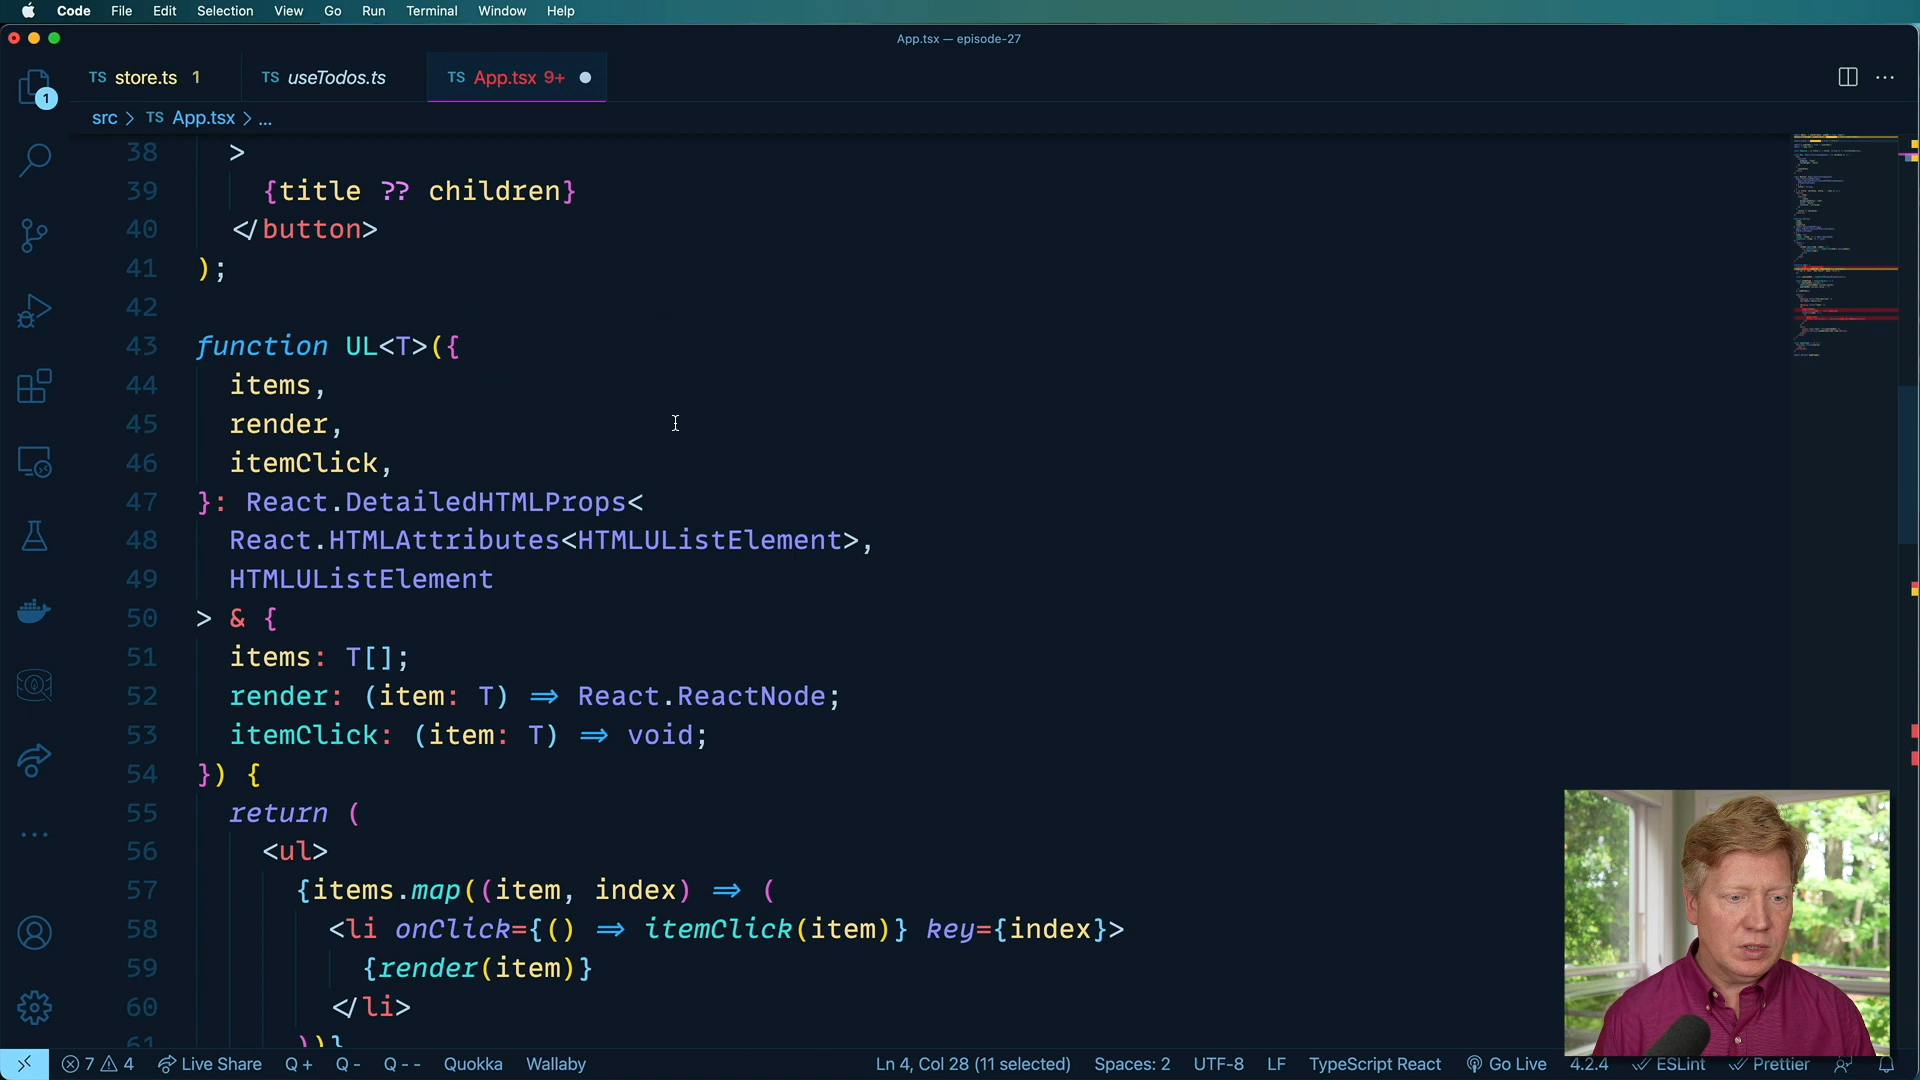 Code File Edit Selection View Go Run Terminal Window Help
App.tsx — episode-27
TS store.ts 1 TS useTodos.ts TS App.tsx 9+
1
src > TS App.tsx > ...
38 >
39 {title ?? children}
40 </button>
41 );
42
43 function UL<T>({
44 items,
45 render,
46 itemClick,
47 }: React.DetailedHTMLProps<
48 React.HTMLAttributes<HTMLUListElement>,
49 HTMLUListElement
50 > & {
51 items: T[];
52 render: (item: T) => React.ReactNode;
53 itemClick: (item: T) => void;
54 }) {
55 return (
56 <ul>
57 {items.map((item, index) => (
58 <li onClick={() => itemClick(item)} key={index}>
59 {render(item)}
60 </li>
61 ))}
7 4 Live Share Q+ Q- Q-- Quokka Wallaby Ln 4, Col 28 (11 selected) Spaces: 2 UTF-8 LF TypeScript React Go Live 4.2.4 ESLint Prettier